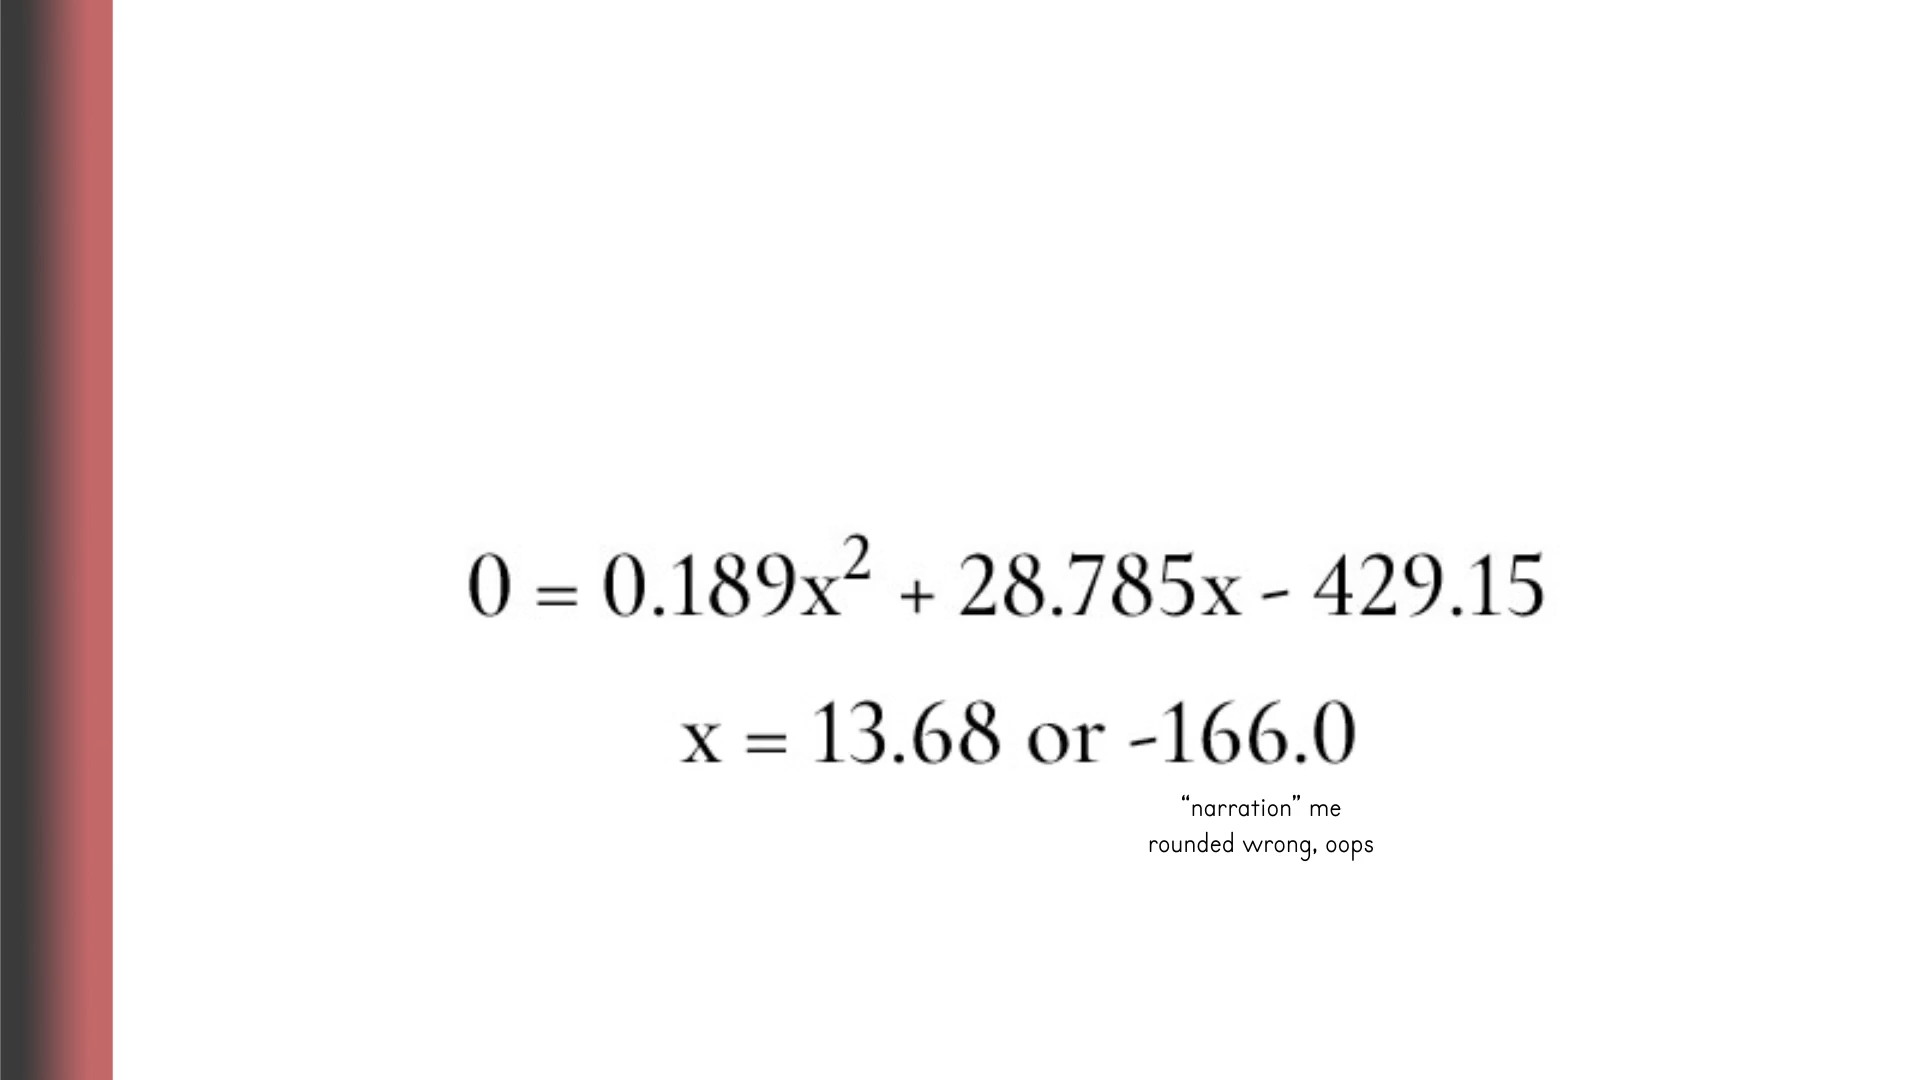 0 = 0.189x² + 28.785x - 429.15
x = 13.68 or -166.0
“narration” me
rounded wrong, oops